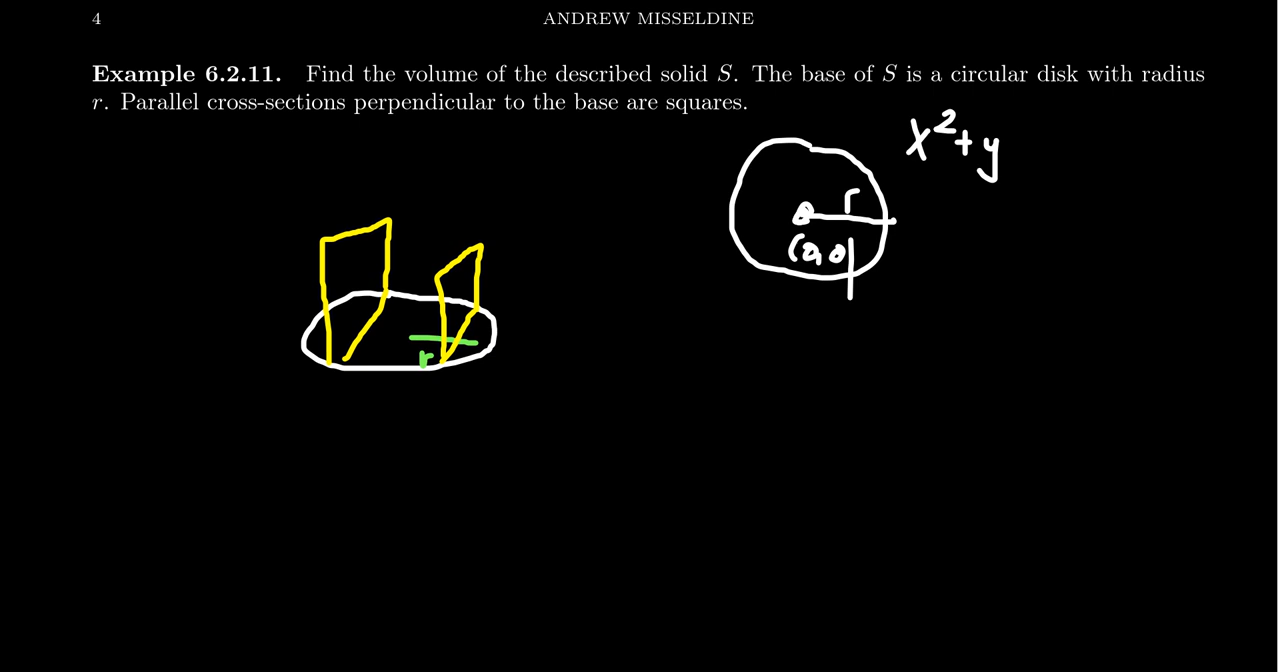 4 ANDREW MISSELDINE
Example 6.2.11. Find the volume of the described solid S. The base of S is a circular disk with radius
r. Parallel cross-sections perpendicular to the base are squares.
x² + y
r
(0,0)
r